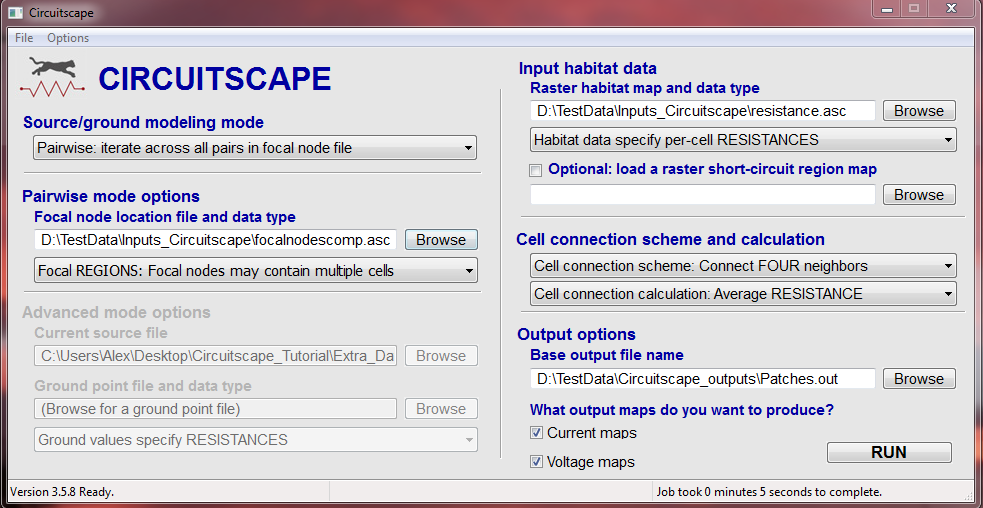 Circuitscape
File Options
CIRCUITSCAPE
Source/ground modeling mode
Pairwise: iterate across all pairs in focal node file
Pairwise mode options
Focal node location file and data type
D:\TestData\Inputs_Circuitscape\focalnodescomp.asc Browse
Focal REGIONS: Focal nodes may contain multiple cells
Advanced mode options
Current source file
C:\Users\Alex\Desktop\Circuitscape_Tutorial\Extra_Da Browse
Ground point file and data type
(Browse for a ground point file) Browse
Ground values specify RESISTANCES
Input habitat data
Raster habitat map and data type
D:\TestData\Inputs_Circuitscape\resistance.asc Browse
Habitat data specify per-cell RESISTANCES
Optional: load a raster short-circuit region map
Browse
Cell connection scheme and calculation
Cell connection scheme: Connect FOUR neighbors
Cell connection calculation: Average RESISTANCE
Output options
Base output file name
D:\TestData\Circuitscape_outputs\Patches.out Browse
What output maps do you want to produce?
Current maps
Voltage maps
RUN
Version 3.5.8 Ready.
Job took 0 minutes 5 seconds to complete.